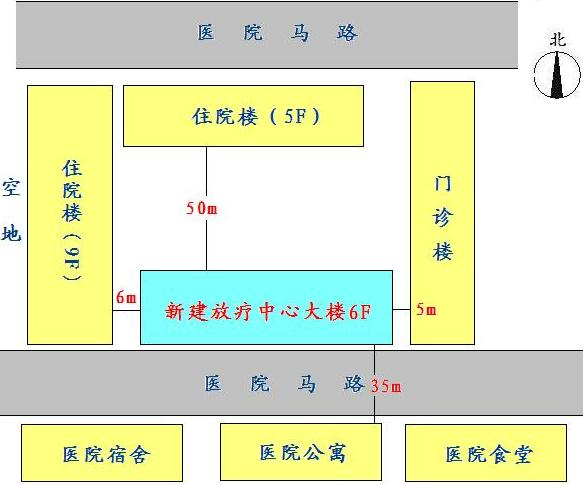 医院马路
北
住院楼（5F）
住院楼（9F）
空地
门诊楼
50m
6m
新建放疗中心大楼6F
5m
医院马路
35m
医院宿舍
医院公寓
医院食堂